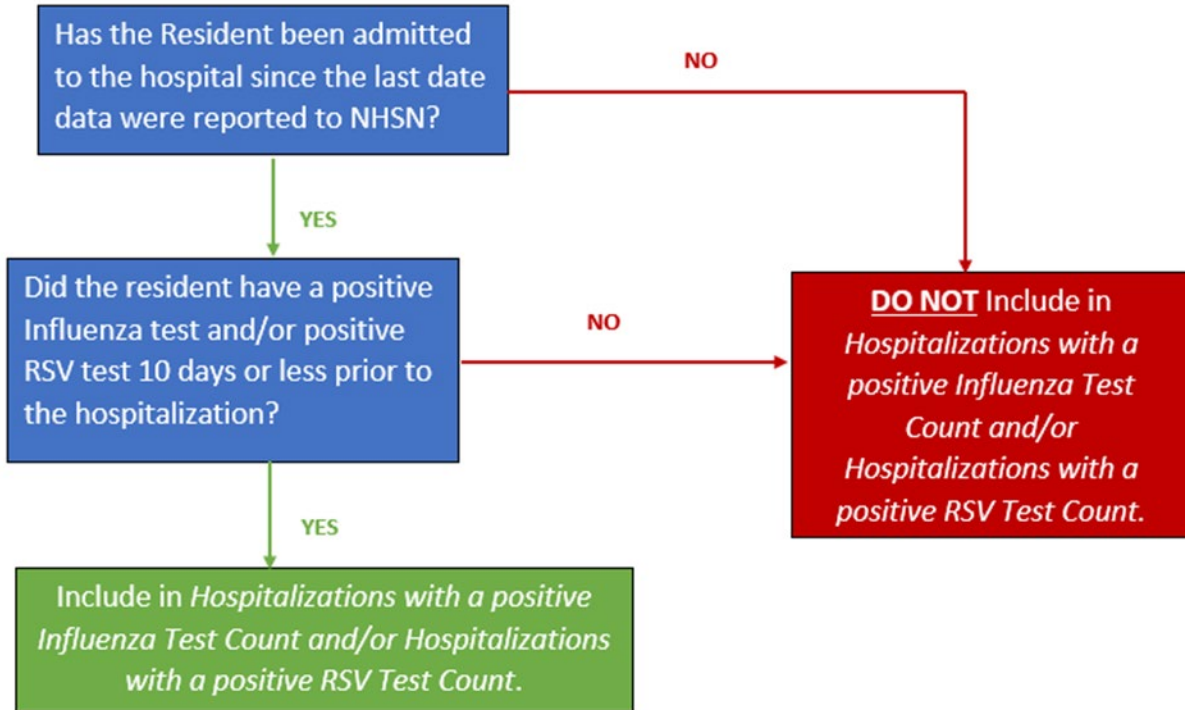 Has the Resident been admitted
to the hospital since the last date
data were reported to NHSN?
NO
YES
Did the resident have a positive
Influenza test and/or positive
RSV test 10 days or less prior to
the hospitalization?
NO
DO NOT Include in
Hospitalizations with a
positive Influenza Test
Count and/or
Hospitalizations with a
positive RSV Test Count.
YES
Include in Hospitalizations with a positive
Influenza Test Count and/or Hospitalizations
with a positive RSV Test Count.